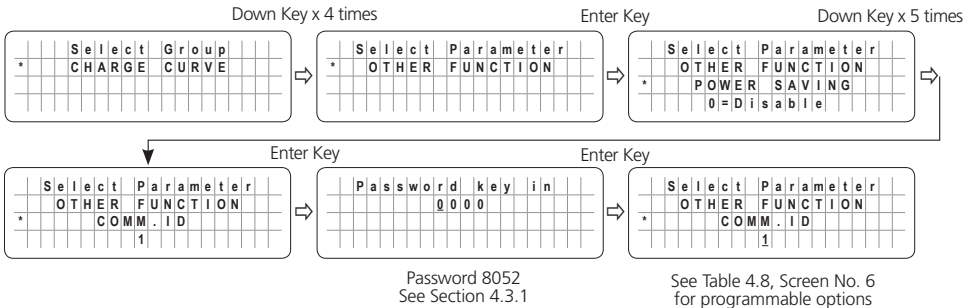 Down Key x 4 times
Enter Key
Down Key x 5 times
Select Group
* CHARGE CURVE
Select Parameter
* OTHER FUNCTION
Select Parameter
OTHER FUNCTION
* POWER SAVING
0=Disable
Enter Key
Enter Key
Select Parameter
OTHER FUNCTION
* COMM.ID
1
Password key in
0000
Select Parameter
OTHER FUNCTION
* COMM.ID
1
Password 8052
See Section 4.3.1
See Table 4.8, Screen No. 6
for programmable options